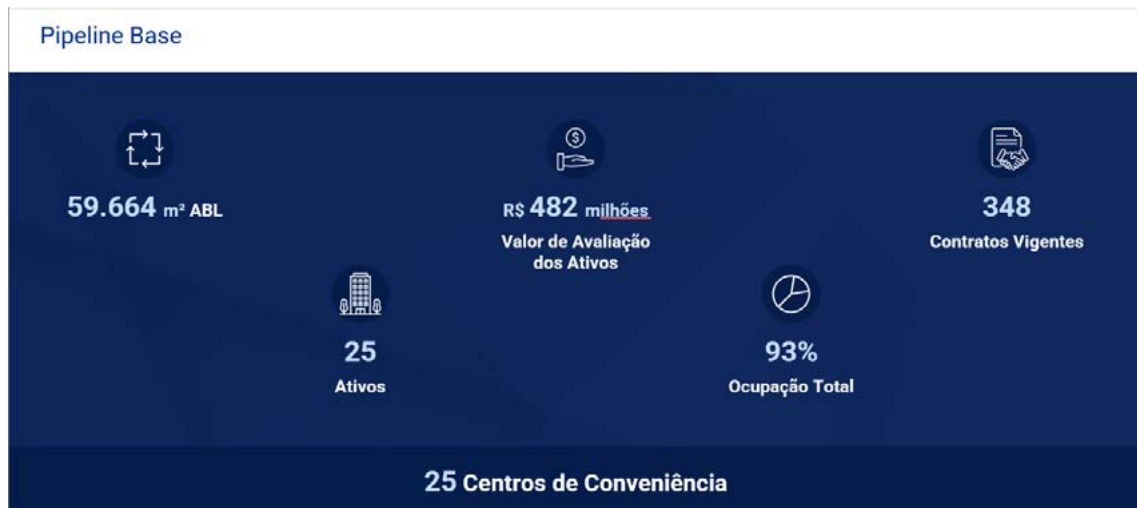 Pipeline Base
59.664 m² ABL
R$ 482 milhões
Valor de Avaliação
dos Ativos
348
Contratos Vigentes
25
Ativos
93%
Ocupação Total
25 Centros de Conveniência